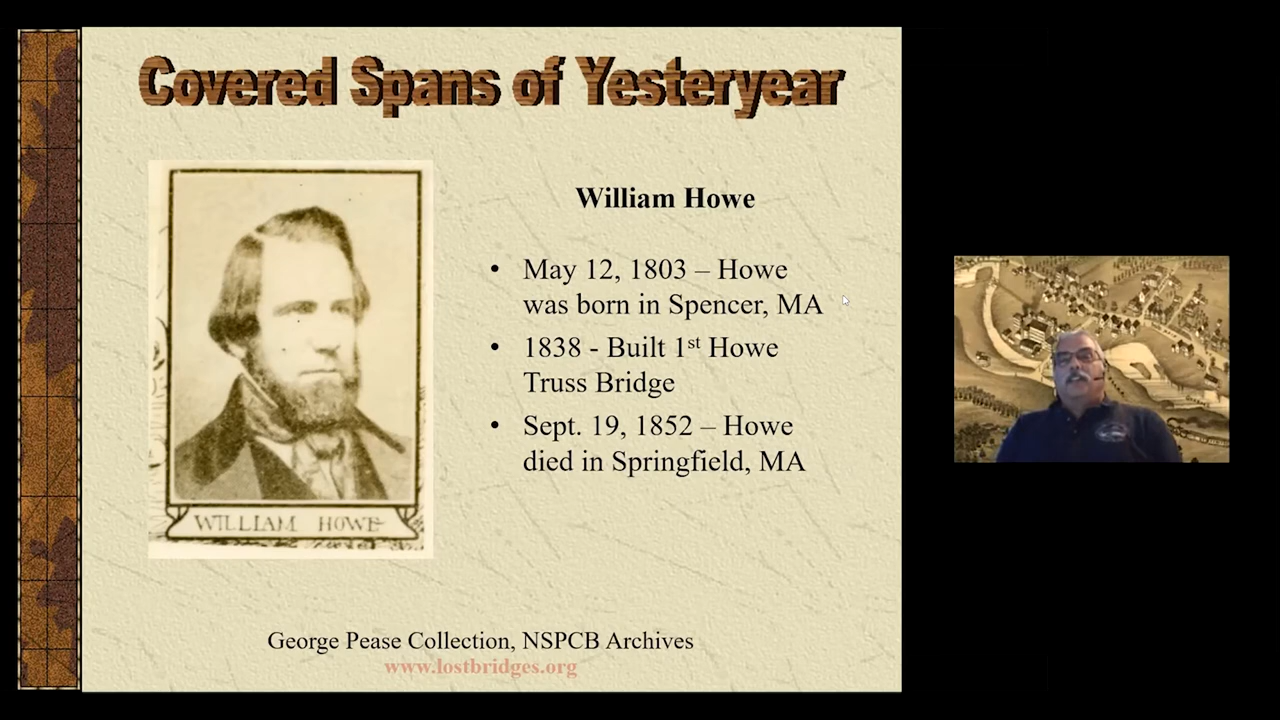 Covered Spans of Yesteryear
William Howe
• May 12, 1803 – Howe
was born in Spencer, MA
• 1838 - Built 1st Howe
Truss Bridge
• Sept. 19, 1852 – Howe
died in Springfield, MA
WILLIAM HOWE
George Pease Collection, NSPCB Archives
www.lostbridges.org